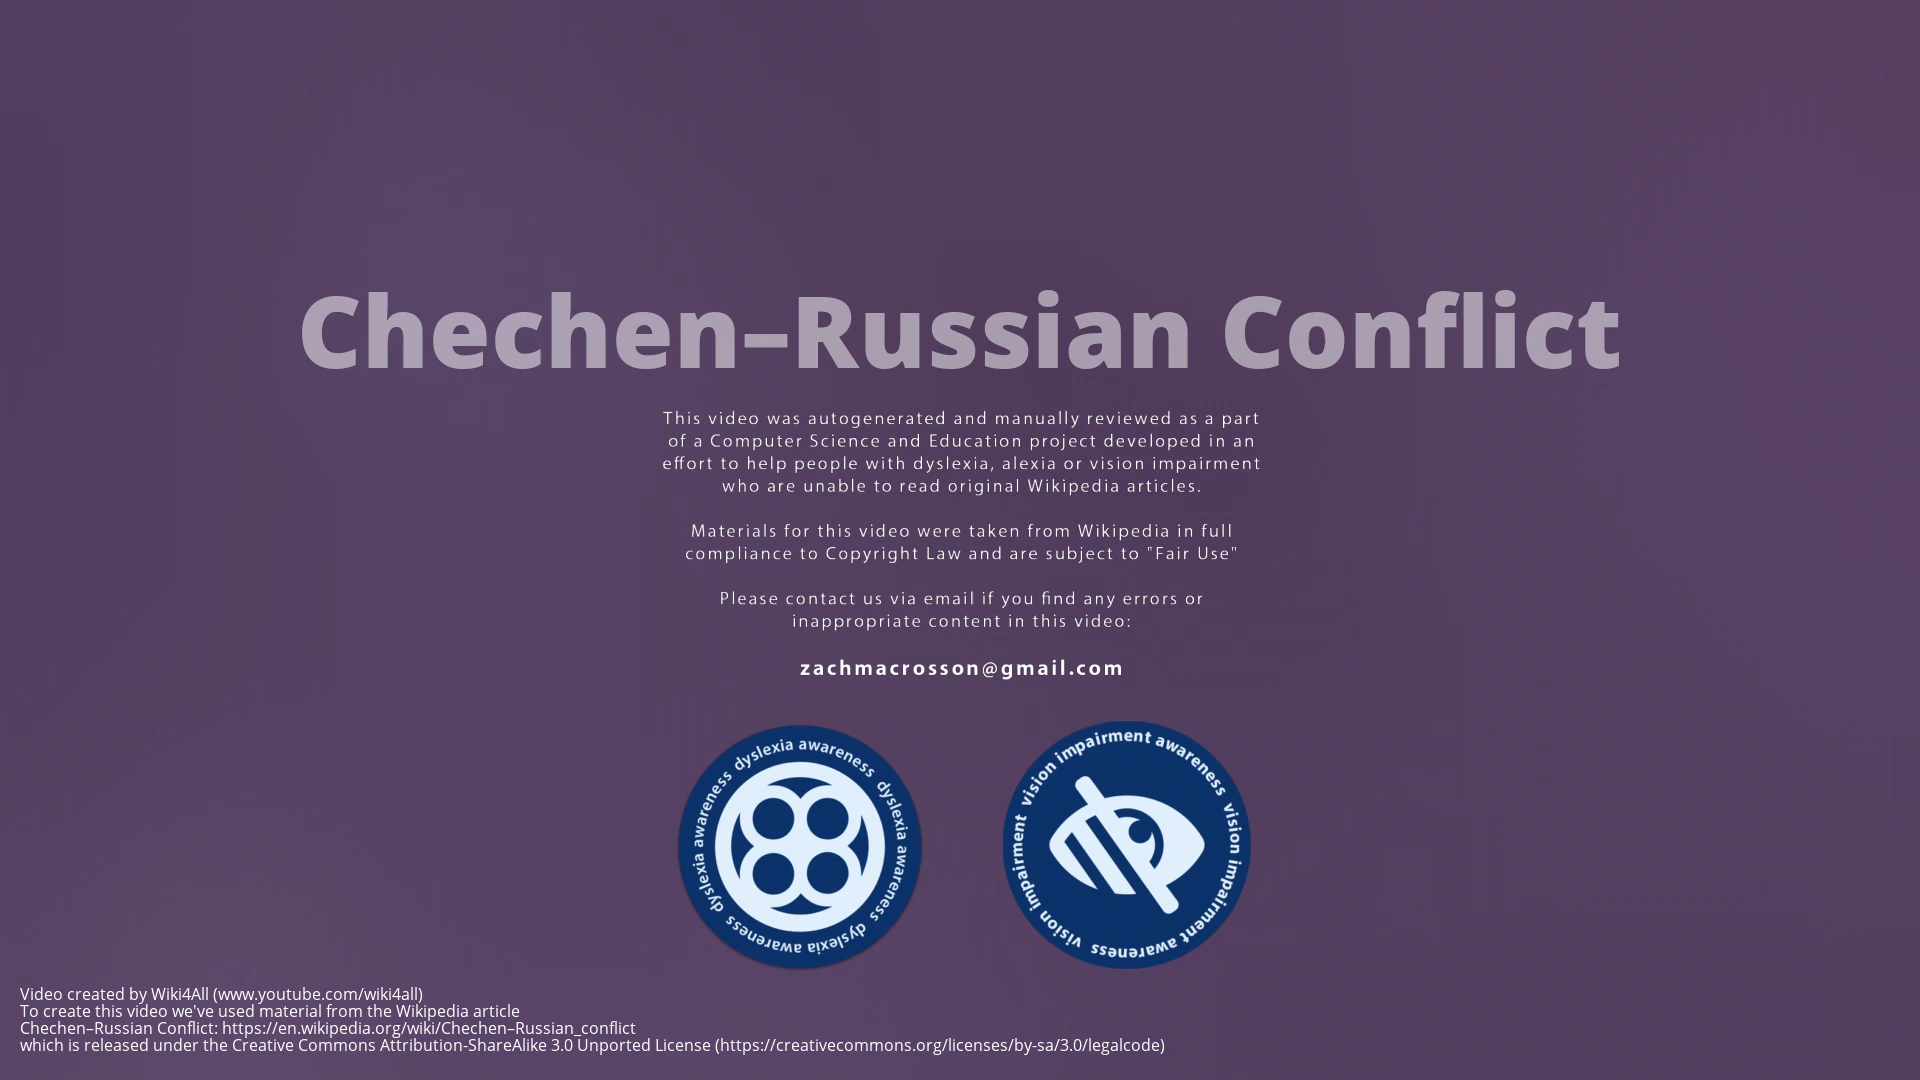 Chechen–Russian Conflict
This video was autogenerated and manually reviewed as a part
of a Computer Science and Education project developed in an
effort to help people with dyslexia, alexia or vision impairment
who are unable to read original Wikipedia articles.
Materials for this video were taken from Wikipedia in full
compliance to Copyright Law and are subject to "Fair Use"
Please contact us via email if you find any errors or
inappropriate content in this video:
zachmacrosson@gmail.com
dyslexia awareness dyslexia awareness dyslexia awareness dyslexia awareness
vision impairment awareness vision impairment awareness vision impairment
Video created by Wiki4All (www.youtube.com/wiki4all)
To create this video we've used material from the Wikipedia article
Chechen–Russian Conflict: https://en.wikipedia.org/wiki/Chechen–Russian_conflict
which is released under the Creative Commons Attribution-ShareAlike 3.0 Unported License (https://creativecommons.org/licenses/by-sa/3.0/legalcode)